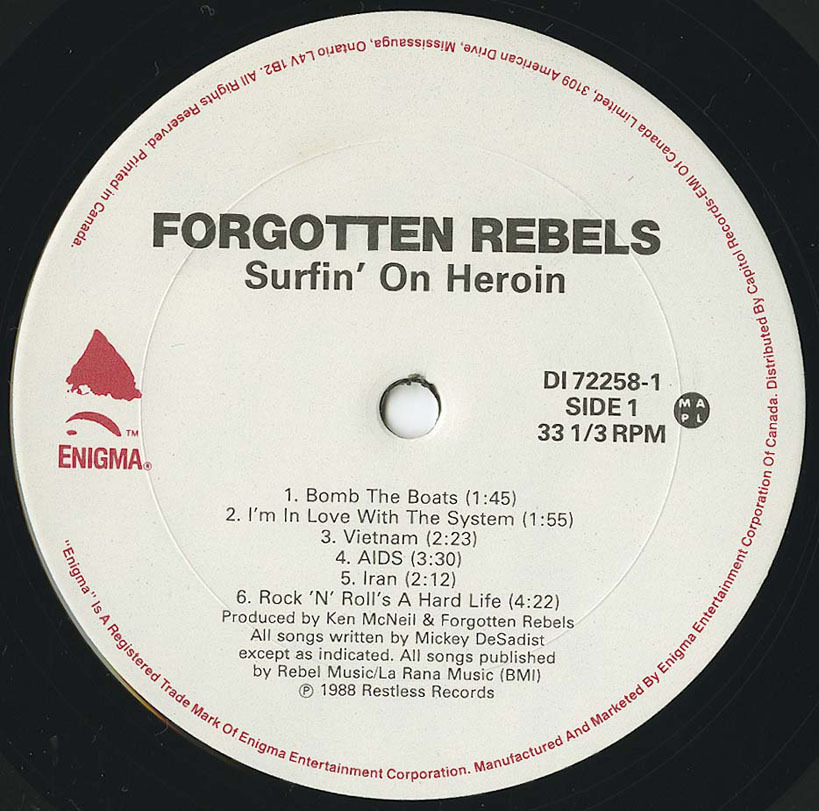 FORGOTTEN REBELS
Surfin' On Heroin
DI 72258-1
SIDE 1
33 1/3 RPM
M A
P L
ENIGMA®
TM
1. Bomb The Boats (1:45)
2. I'm In Love With The System (1:55)
3. Vietnam (2:23)
4. AIDS (3:30)
5. Iran (2:12)
6. Rock 'N' Roll's A Hard Life (4:22)
Produced by Ken McNeil & Forgotten Rebels
All songs written by Mickey DeSadist
except as indicated. All songs published
by Rebel Music/La Rana Music (BMI)
℗ 1988 Restless Records
"Enigma" Is A Registered Trade Mark Of Enigma Entertainment Corporation. Manufactured And Marketed By Enigma Entertainment Corporation Of Canada. Distributed By Capitol Records-EMI Of Canada Limited, 3109 American Drive, Mississauga, Ontario L4V 1B2. All Rights Reserved. Printed in Canada.